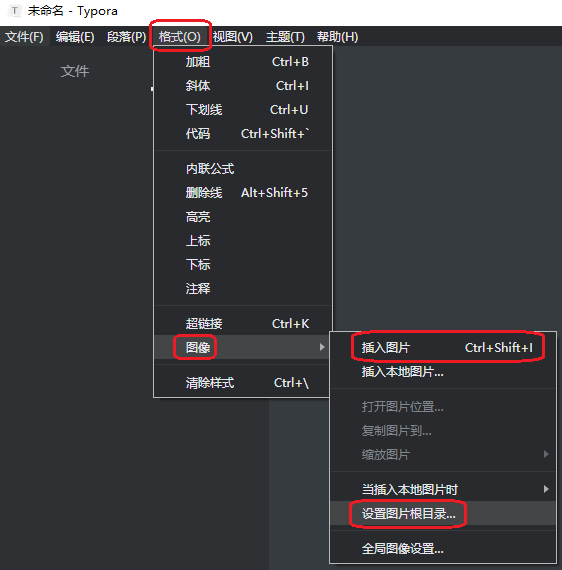 T 未命名 - Typora
文件(F) 编辑(E) 段落(P) 格式(O) 视图(V) 主题(T) 帮助(H)
文件
加粗 Ctrl+B
斜体 Ctrl+I
下划线 Ctrl+U
代码 Ctrl+Shift+`
内联公式
删除线 Alt+Shift+5
高亮
上标
下标
注释
超链接 Ctrl+K
图像
清除样式 Ctrl+\
插入图片 Ctrl+Shift+I
插入本地图片...
打开图片位置...
复制图片到...
缩放图片
当插入本地图片时
设置图片根目录...
全局图像设置...